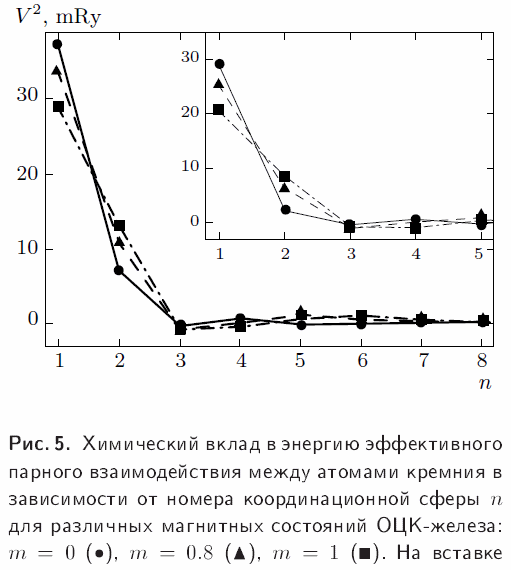 V², mRy
30
20
10
0
1 2 3 4 5 6 7 8
n
30
20
10
0
1 2 3 4 5
Рис. 5. Химический вклад в энергию эффективного
парного взаимодействия между атомами кремния в
зависимости от номера координационной сферы n
для различных магнитных состояний ОЦК-железа:
m = 0 (●), m = 0.8 (▲), m = 1 (■). На вставке